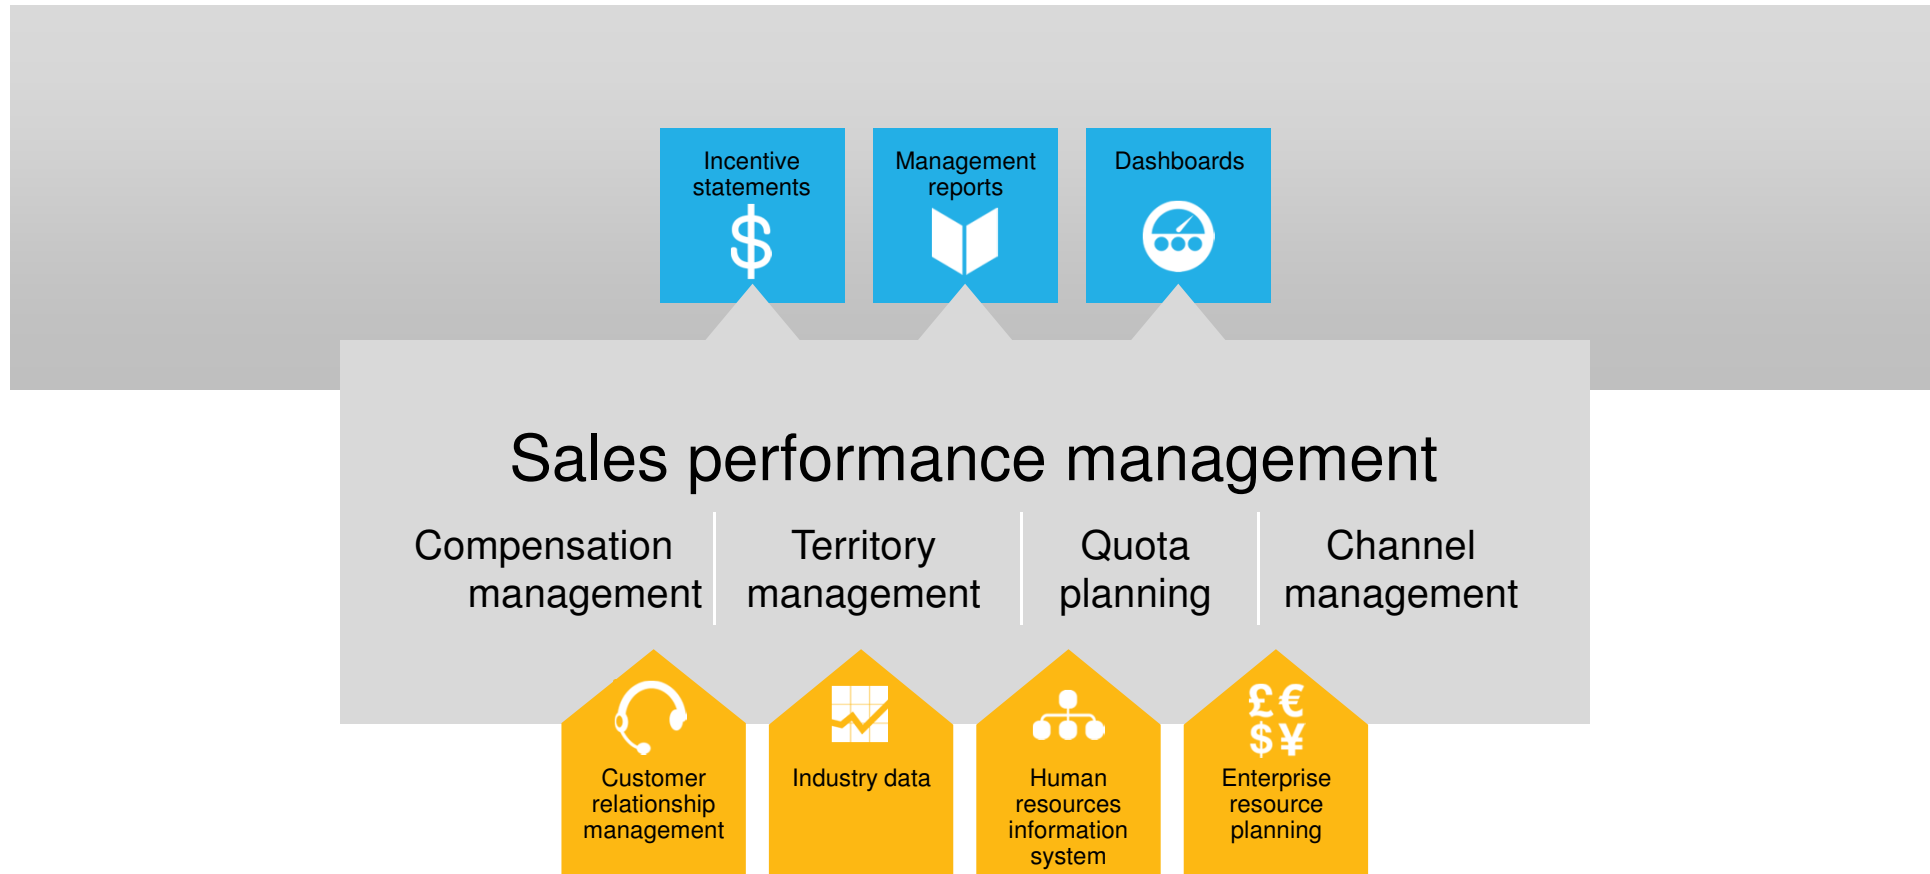 Incentive
statements
$
Management
reports
Dashboards
Sales performance management
Compensation
management
Territory
management
Quota
planning
Channel
management
£ €
$ ¥
Customer
relationship
management
Industry data
Human
resources
information
system
Enterprise
resource
planning